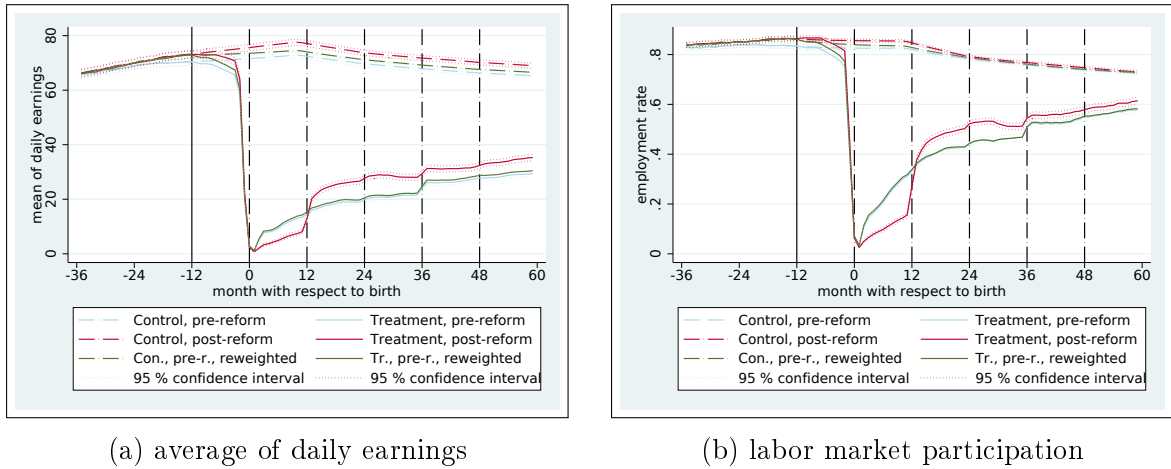 mean of daily earnings
80
60
40
20
0
-36 -24 -12 0 12 24 36 48 60
month with respect to birth
Control, pre-reform Treatment, pre-reform
Control, post-reform Treatment, post-reform
Con., pre-r., reweighted Tr., pre-r., reweighted
95 % confidence interval 95 % confidence interval
(a) average of daily earnings
employment rate
.8
.6
.4
.2
0
-36 -24 -12 0 12 24 36 48 60
month with respect to birth
Control, pre-reform Treatment, pre-reform
Control, post-reform Treatment, post-reform
Con., pre-r., reweighted Tr., pre-r., reweighted
95 % confidence interval 95 % confidence interval
(b) labor market participation